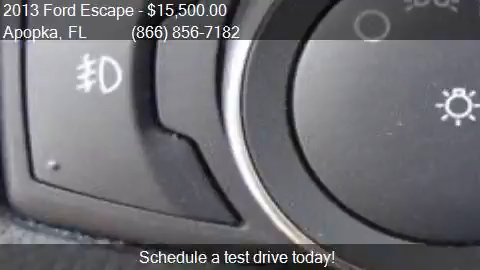 2013 Ford Escape - $15,500.00
Apopka, FL (866) 856-7182
Schedule a test drive today!